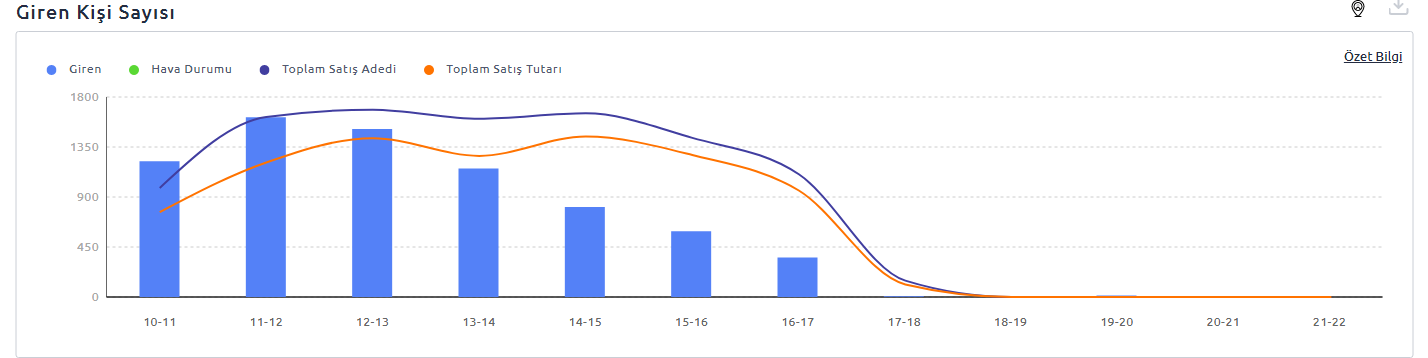 Giren Kişi Sayısı
Özet Bilgi
Giren Hava Durumu Toplam Satış Adedi Toplam Satış Tutarı
1800
1350
900
450
0
10-11 11-12 12-13 13-14 14-15 15-16 16-17 17-18 18-19 19-20 20-21 21-22